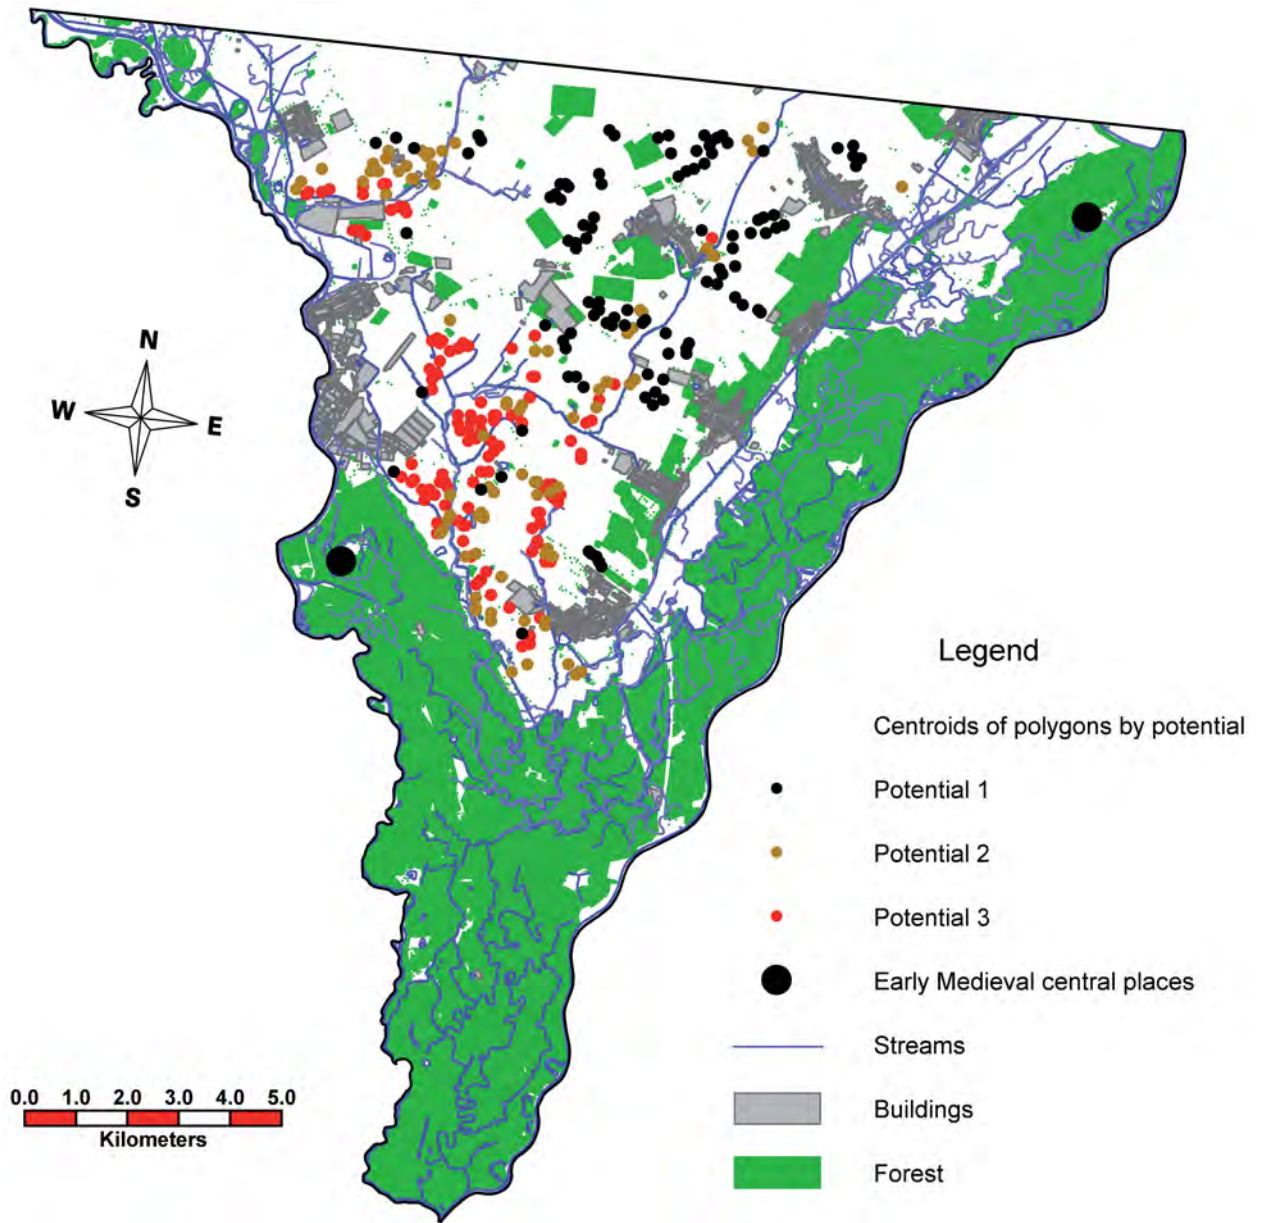 N
W E
S
Legend
Centroids of polygons by potential
Potential 1
Potential 2
Potential 3
Early Medieval central places
Streams
Buildings
Forest
0.0 1.0 2.0 3.0 4.0 5.0
Kilometers